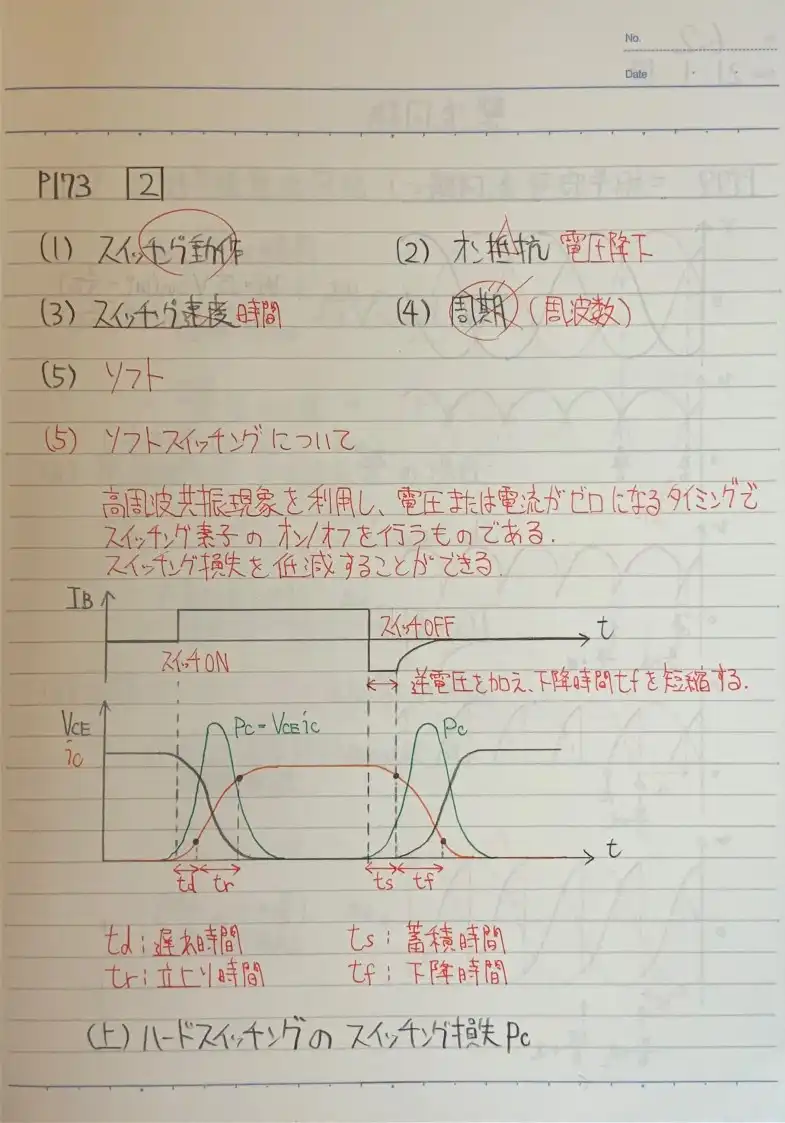 No.
Date
P173 2
(1) スイッチング動作 (2) オン抵抗 電圧降下
(3) スイッチング速度 時間 (4) 周期 (周波数)
(5) ソフト
(5) ソフトスイッチングについて
高周波共振現象を利用し、電圧または電流がゼロになるタイミングで
スイッチング素子のオン/オフを行うものである.
スイッチング損失を低減することができる.
IB
スイッチOFF t
スイッチON
逆電圧を加え、下降時間tfを短縮する.
VCE Pc=VCEic Pc
ic
t
td tr ts tf
td:遅れ時間 ts:蓄積時間
tr:立上り時間 tf:下降時間
(上)ハードスイッチングのスイッチング損失Pc